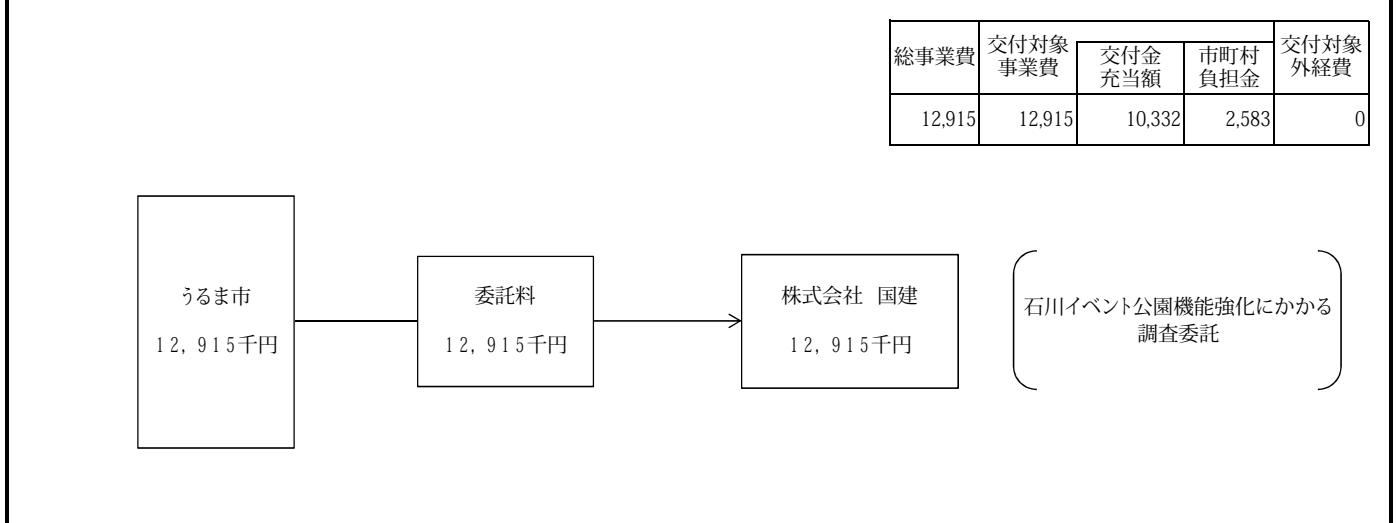 総事業費
交付対象
事業費
交付金
充当額
市町村
負担金
交付対象
外経費
12,915
12,915
10,332
2,583
0
うるま市
12,915千円
委託料
12,915千円
株式会社 国建
12,915千円
石川イベント公園機能強化にかかる
調査委託